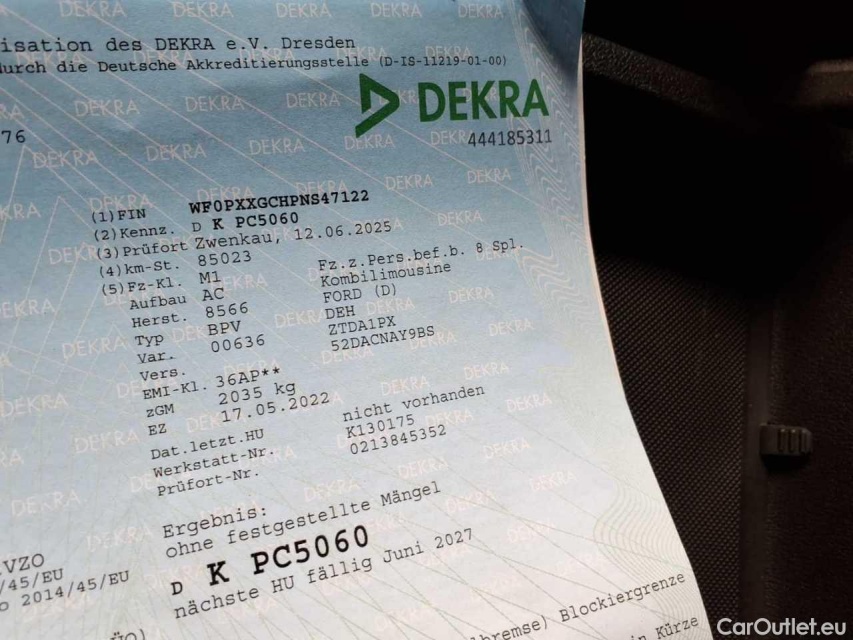 isation des DEKRA e.V. Dresden
durch die Deutsche Akkreditierungsstelle (D-IS-11219-01-00)
DEKRA
76
444185311
(1) FIN WF0PXXGCHPNS47122
(2) Kennz. D K PC5060
(3) Prüfort Zwenkau, 12.06.2025
(4) km-St. 85023
(5) Fz-Kl. M1 Fz.z.Pers.bef.b. 8 Spl.
Aufbau AC Kombilimousine
Herst. 8566 FORD (D)
Typ BPV DEH
Var. 00636 ZTDA1PX
Vers. 52DACNAY9BS
EMI-Kl. 36AP**
zGM 2035 kg
EZ 17.05.2022
Dat.letzt.HU nicht vorhanden
Werkstatt-Nr. K130175
Prüfort-Nr. 0213845352
Ergebnis:
ohne festgestellte Mängel
D K PC5060
nächste HU fällig Juni 2027
VZO
/45/EU
2014/45/EU
lbremse) Blockiergrenze
in Kürze
CarOutlet.eu